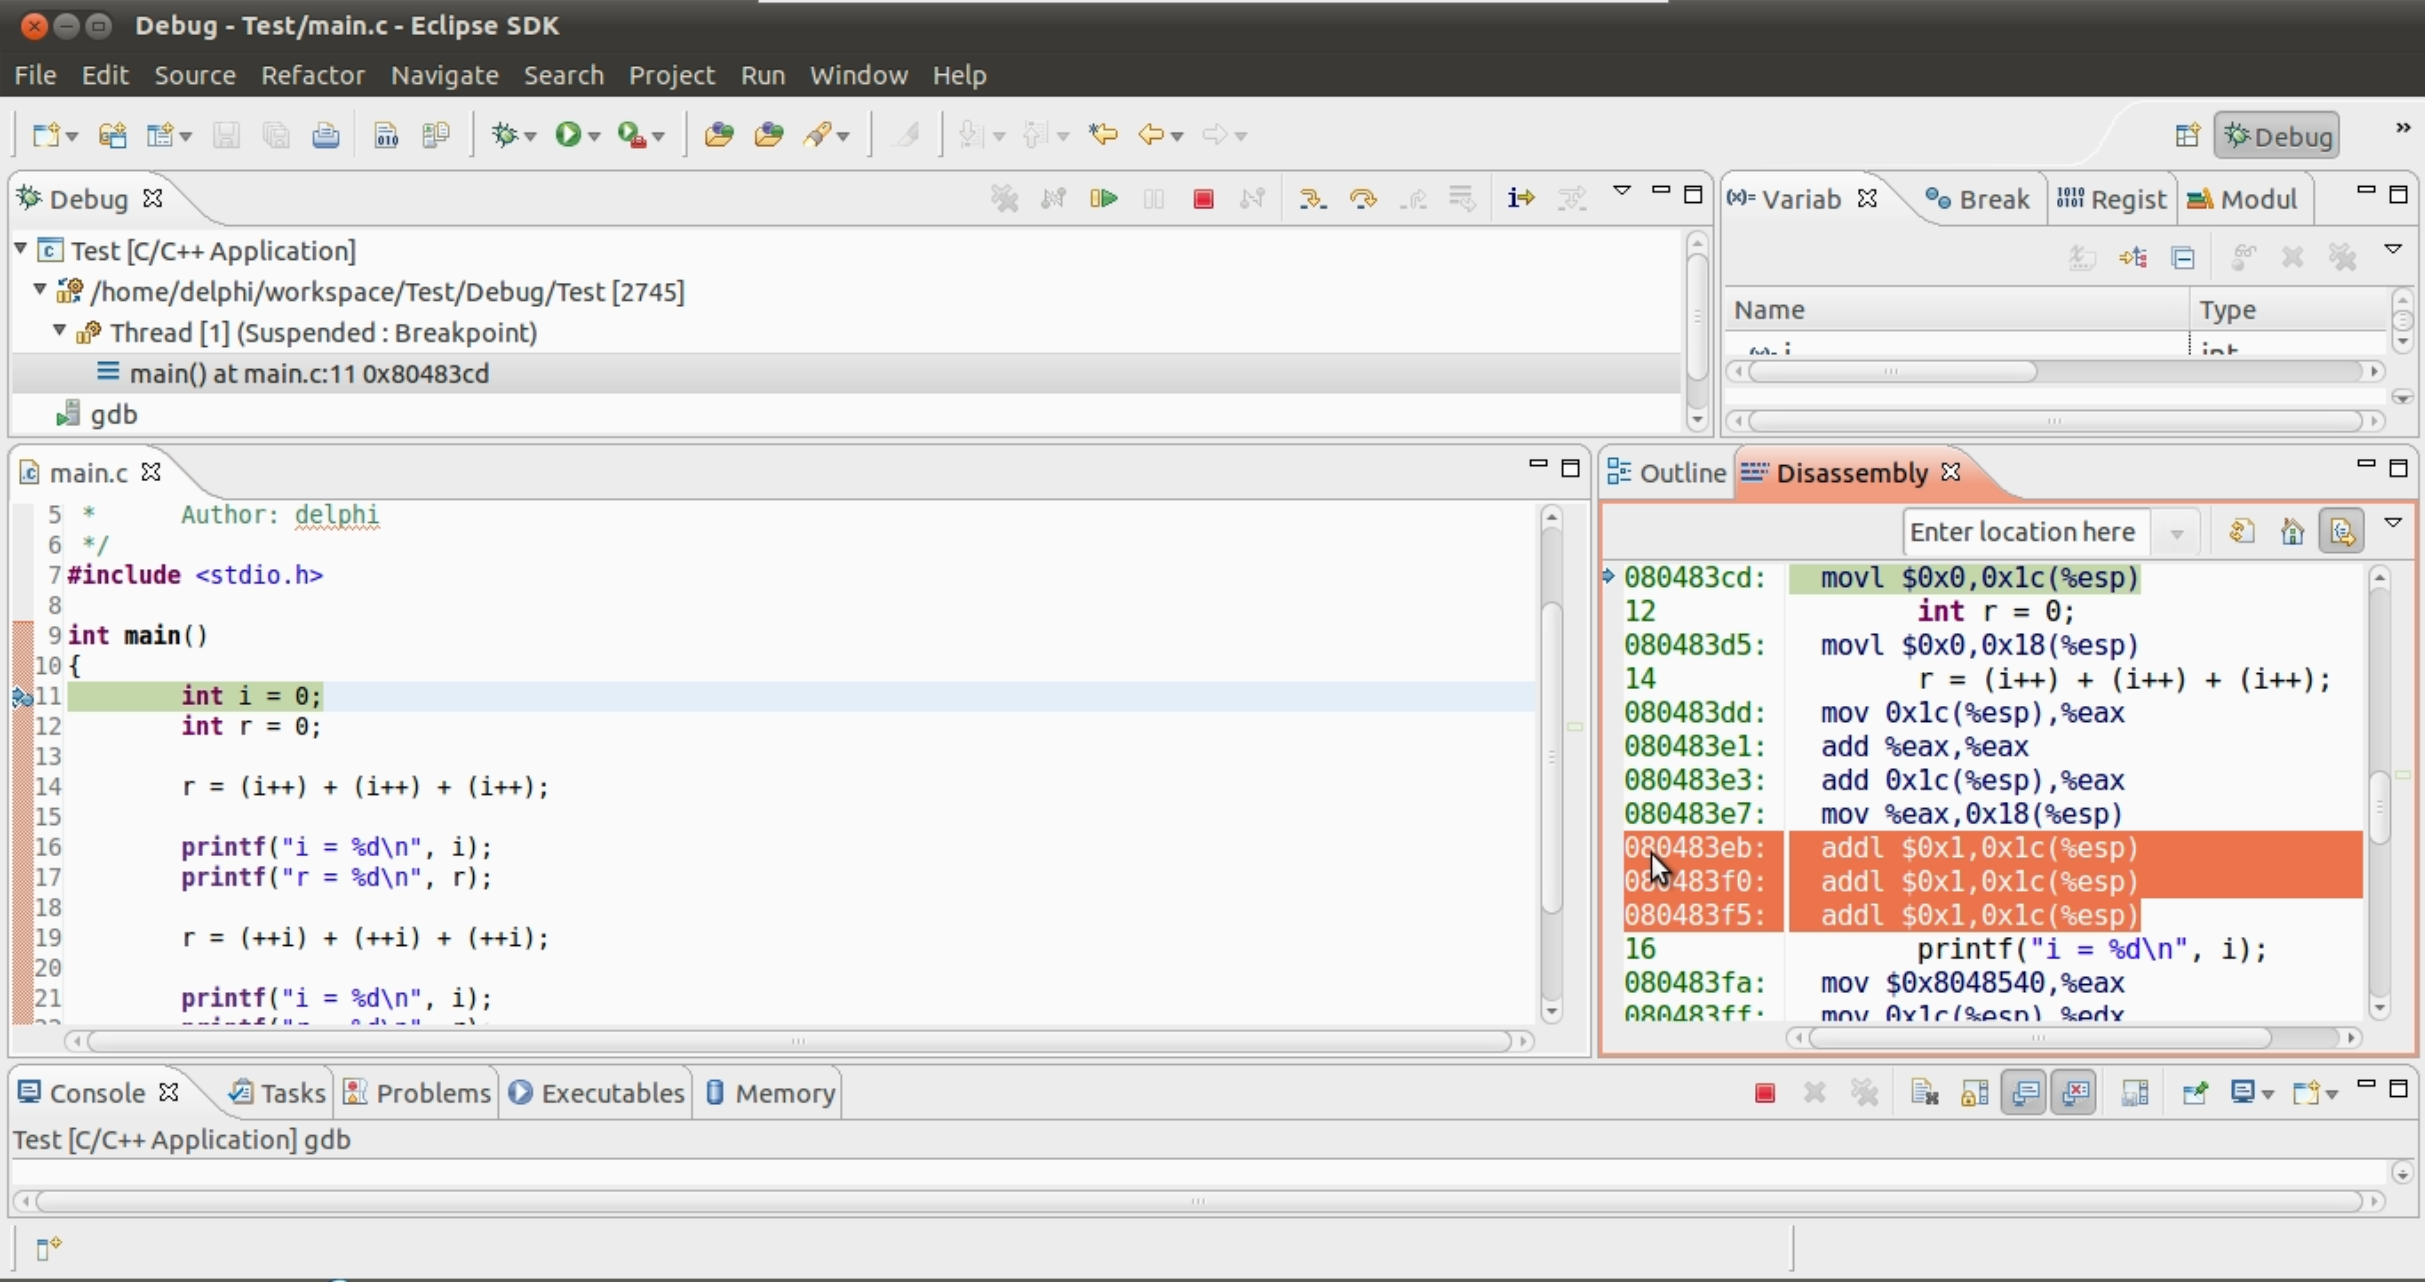 Debug - Test/main.c - Eclipse SDK
File Edit Source Refactor Navigate Search Project Run Window Help
Debug »
Debug
Test [C/C++ Application]
/home/delphi/workspace/Test/Debug/Test [2745]
Thread [1] (Suspended : Breakpoint)
main() at main.c:11 0x80483cd
gdb
(x)= Variab Break Regist Modul
Name Type
(x)= i int
main.c
5 * Author: delphi
6 */
7 #include <stdio.h>
8
9 int main()
10 {
11 int i = 0;
12 int r = 0;
13
14 r = (i++) + (i++) + (i++);
15
16 printf("i = %d\n", i);
17 printf("r = %d\n", r);
18
19 r = (++i) + (++i) + (++i);
20
21 printf("i = %d\n", i);
Outline Disassembly
Enter location here
080483cd: movl $0x0,0x1c(%esp)
12 int r = 0;
080483d5: movl $0x0,0x18(%esp)
14 r = (i++) + (i++) + (i++);
080483dd: mov 0x1c(%esp),%eax
080483e1: add %eax,%eax
080483e3: add 0x1c(%esp),%eax
080483e7: mov %eax,0x18(%esp)
080483eb: addl $0x1,0x1c(%esp)
080483f0: addl $0x1,0x1c(%esp)
080483f5: addl $0x1,0x1c(%esp)
16 printf("i = %d\n", i);
080483fa: mov $0x8048540,%eax
080483ff: mov 0x1c(%esp),%edx
Console Tasks Problems Executables Memory
Test [C/C++ Application] gdb